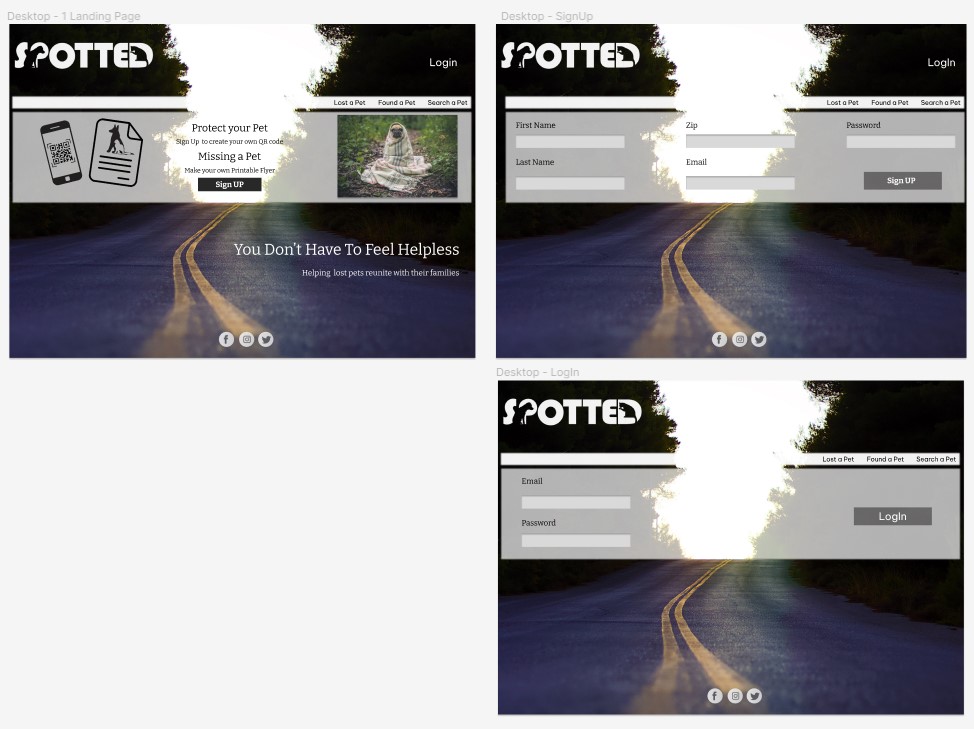 Desktop - 1 Landing Page
SPOTTED
Login
Lost a Pet Found a Pet Search a Pet
Protect your Pet
Sign Up to create your own QR code
Missing a Pet
Make your own Printable Flyer
Sign UP
You Don't Have To Feel Helpless
Helping lost pets reunite with their families
Desktop - SignUp
SPOTTED
LogIn
Lost a Pet Found a Pet Search a Pet
First Name
Zip
Password
Last Name
Email
Sign UP
Desktop - LogIn
SPOTTED
Lost a Pet Found a Pet Search a Pet
Email
Password
LogIn